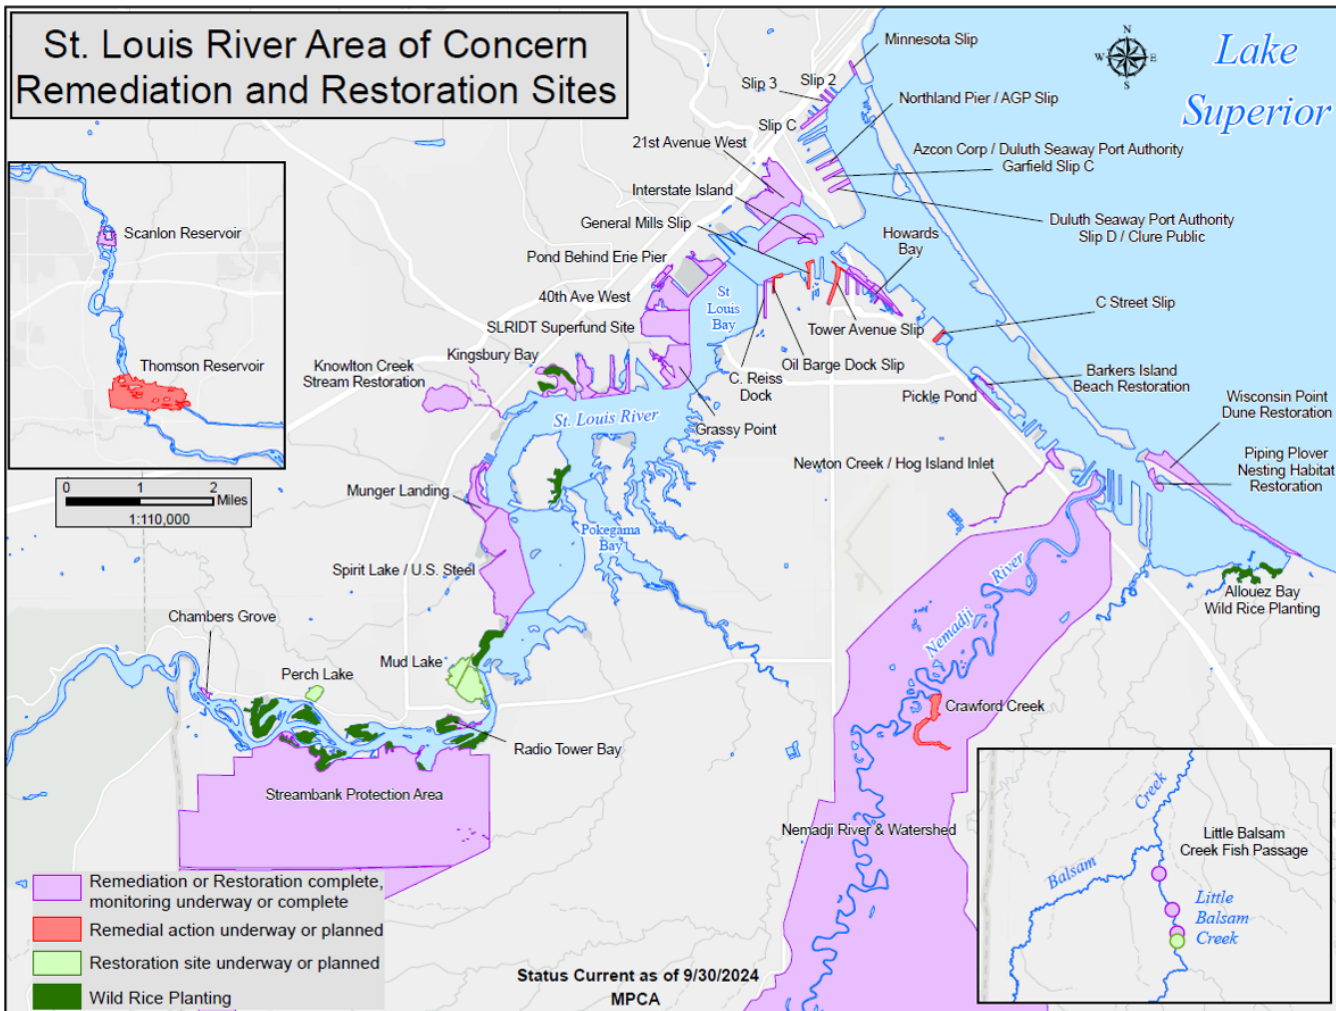 St. Louis River Area of Concern
Remediation and Restoration Sites
Lake
Superior
N
W
E
S
Minnesota Slip
Slip 2
Slip 3
Northland Pier / AGP Slip
Slip C
21st Avenue West
Azcon Corp / Duluth Seaway Port Authority
Garfield Slip C
Interstate Island
Duluth Seaway Port Authority
Slip D / Clure Public
General Mills Slip
Howards
Bay
Pond Behind Erie Pier
40th Ave West
St
Louis
Bay
C Street Slip
SLRIDT Superfund Site
Tower Avenue Slip
Kingsbury Bay
Oil Barge Dock Slip
Knowlton Creek
Stream Restoration
C. Reiss
Dock
Barkers Island
Beach Restoration
Pickle Pond
Wisconsin Point
Dune Restoration
St. Louis River
Grassy Point
Piping Plover
Nesting Habitat
Restoration
Newton Creek / Hog Island Inlet
Munger Landing
Pokegama
Bay
Spirit Lake / U.S. Steel
Nemadji
River
Allouez Bay
Wild Rice Planting
Chambers Grove
Mud Lake
Perch Lake
Crawford Creek
Radio Tower Bay
Streambank Protection Area
Nemadji River & Watershed
Scanlon Reservoir
Thomson Reservoir
0 1 2
Miles
1:110,000
Creek
Little Balsam
Creek Fish Passage
Balsam
Little
Balsam
Creek
Remediation or Restoration complete,
monitoring underway or complete
Remedial action underway or planned
Restoration site underway or planned
Wild Rice Planting
Status Current as of 9/30/2024
MPCA